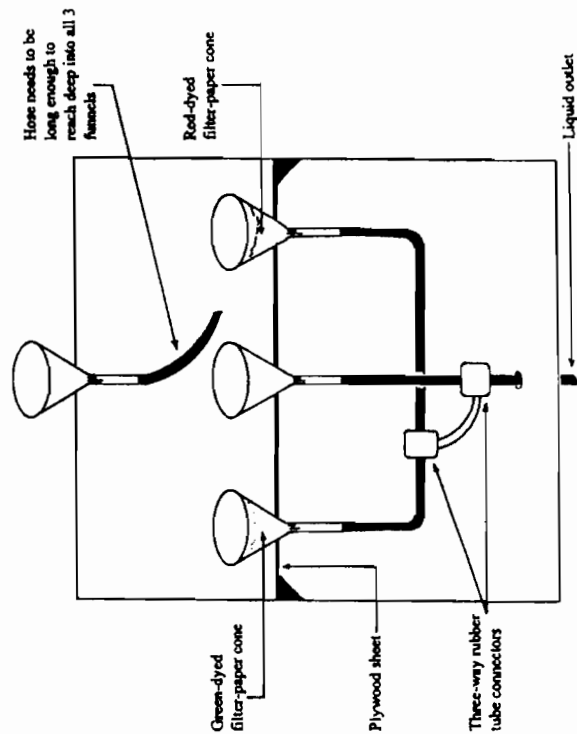 Hose needs to be
long enough to
reach deep into all 3
funnels
Red-dyed
filter-paper cone
Green-dyed
filter-paper cone
Plywood sheet
Three-way rubber
tube connectors
Liquid outlet